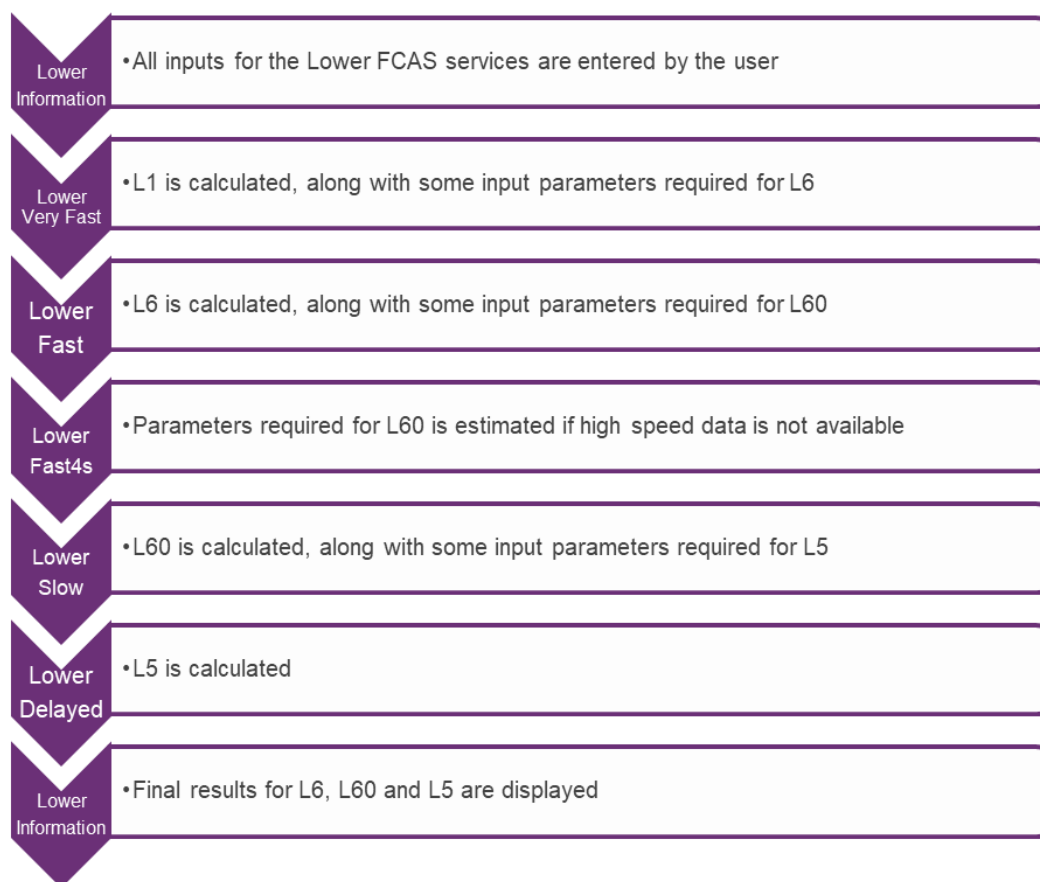 Lower
Information
•All inputs for the Lower FCAS services are entered by the user
Lower
Very Fast
•L1 is calculated, along with some input parameters required for L6
Lower
Fast
•L6 is calculated, along with some input parameters required for L60
Lower
Fast4s
•Parameters required for L60 is estimated if high speed data is not available
Lower
Slow
•L60 is calculated, along with some input parameters required for L5
Lower
Delayed
•L5 is calculated
Lower
Information
•Final results for L6, L60 and L5 are displayed